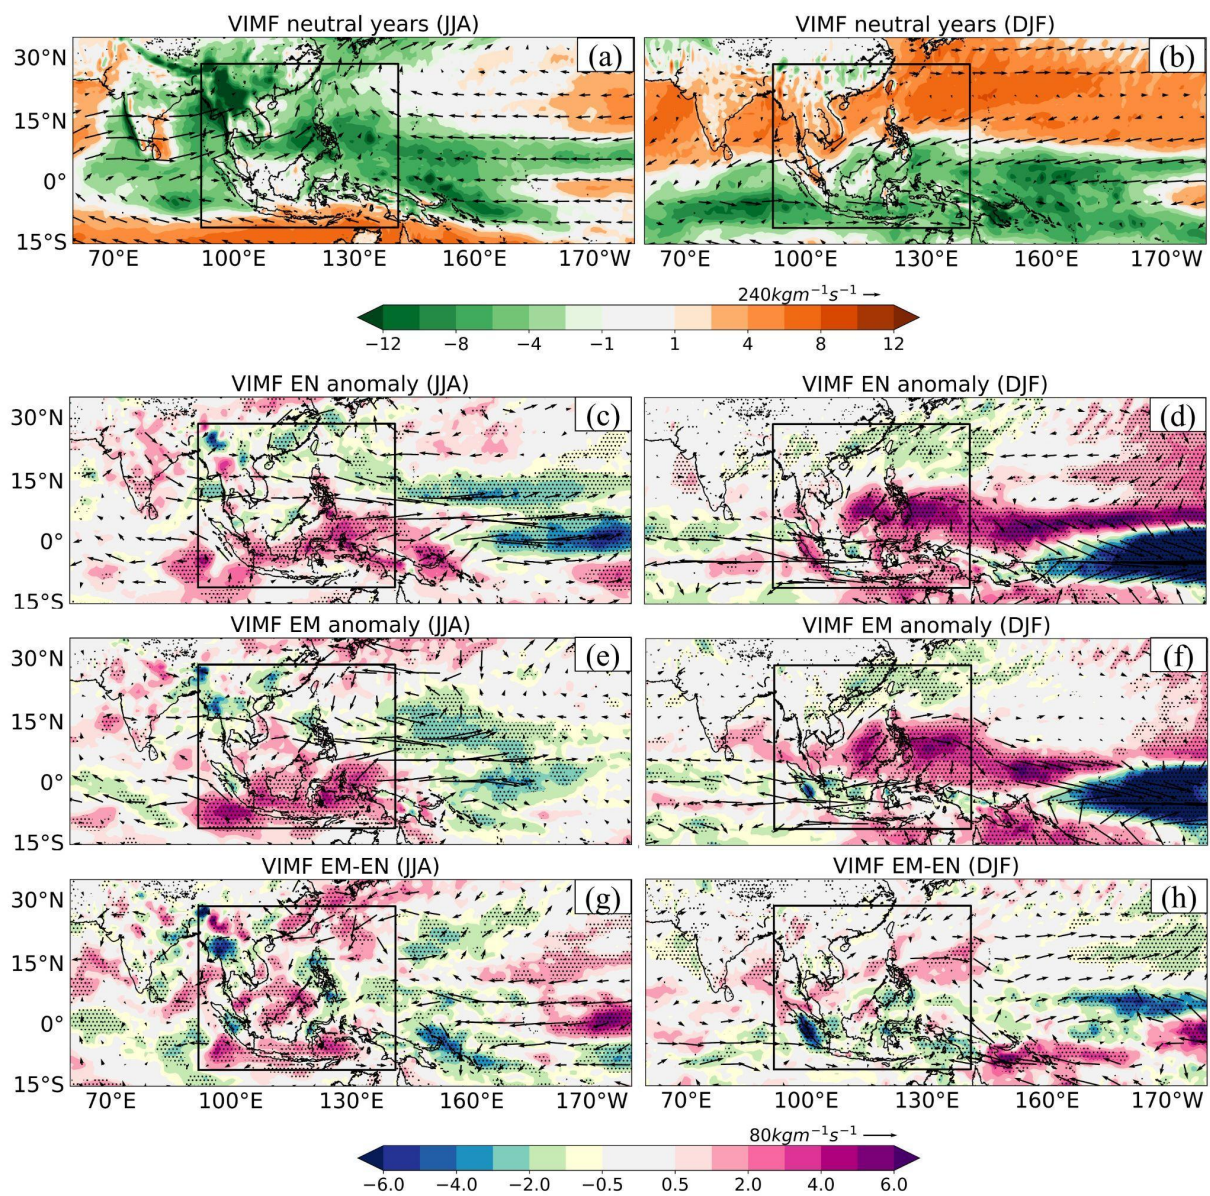 VIMF neutral years (JJA) VIMF neutral years (DJF)
(a) (b)
30°N
15°N
0°
15°S
70°E 100°E 130°E 160°E 170°W 70°E 100°E 130°E 160°E 170°W
240kgm⁻¹s⁻¹
−12 −8 −4 −1 1 4 8 12
VIMF EN anomaly (JJA) VIMF EN anomaly (DJF)
(c) (d)
30°N
15°N
0°
15°S
VIMF EM anomaly (JJA) VIMF EM anomaly (DJF)
(e) (f)
30°N
15°N
0°
15°S
VIMF EM-EN (JJA) VIMF EM-EN (DJF)
(g) (h)
30°N
15°N
0°
15°S
70°E 100°E 130°E 160°E 170°W 70°E 100°E 130°E 160°E 170°W
80kgm⁻¹s⁻¹
−6.0 −4.0 −2.0 −0.5 0.5 2.0 4.0 6.0